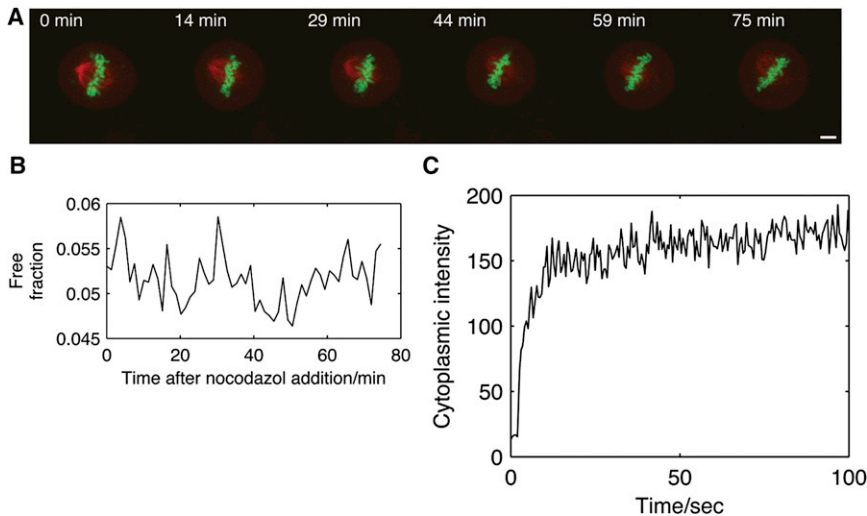 A
0 min 14 min 29 min 44 min 59 min 75 min
B
0.06
0.055
0.05
0.045
Free
fraction
0 20 40 60 80
Time after nocodazol addition/min
C
200
150
100
50
0
Cytoplasmic intensity
0 50 100
Time/sec